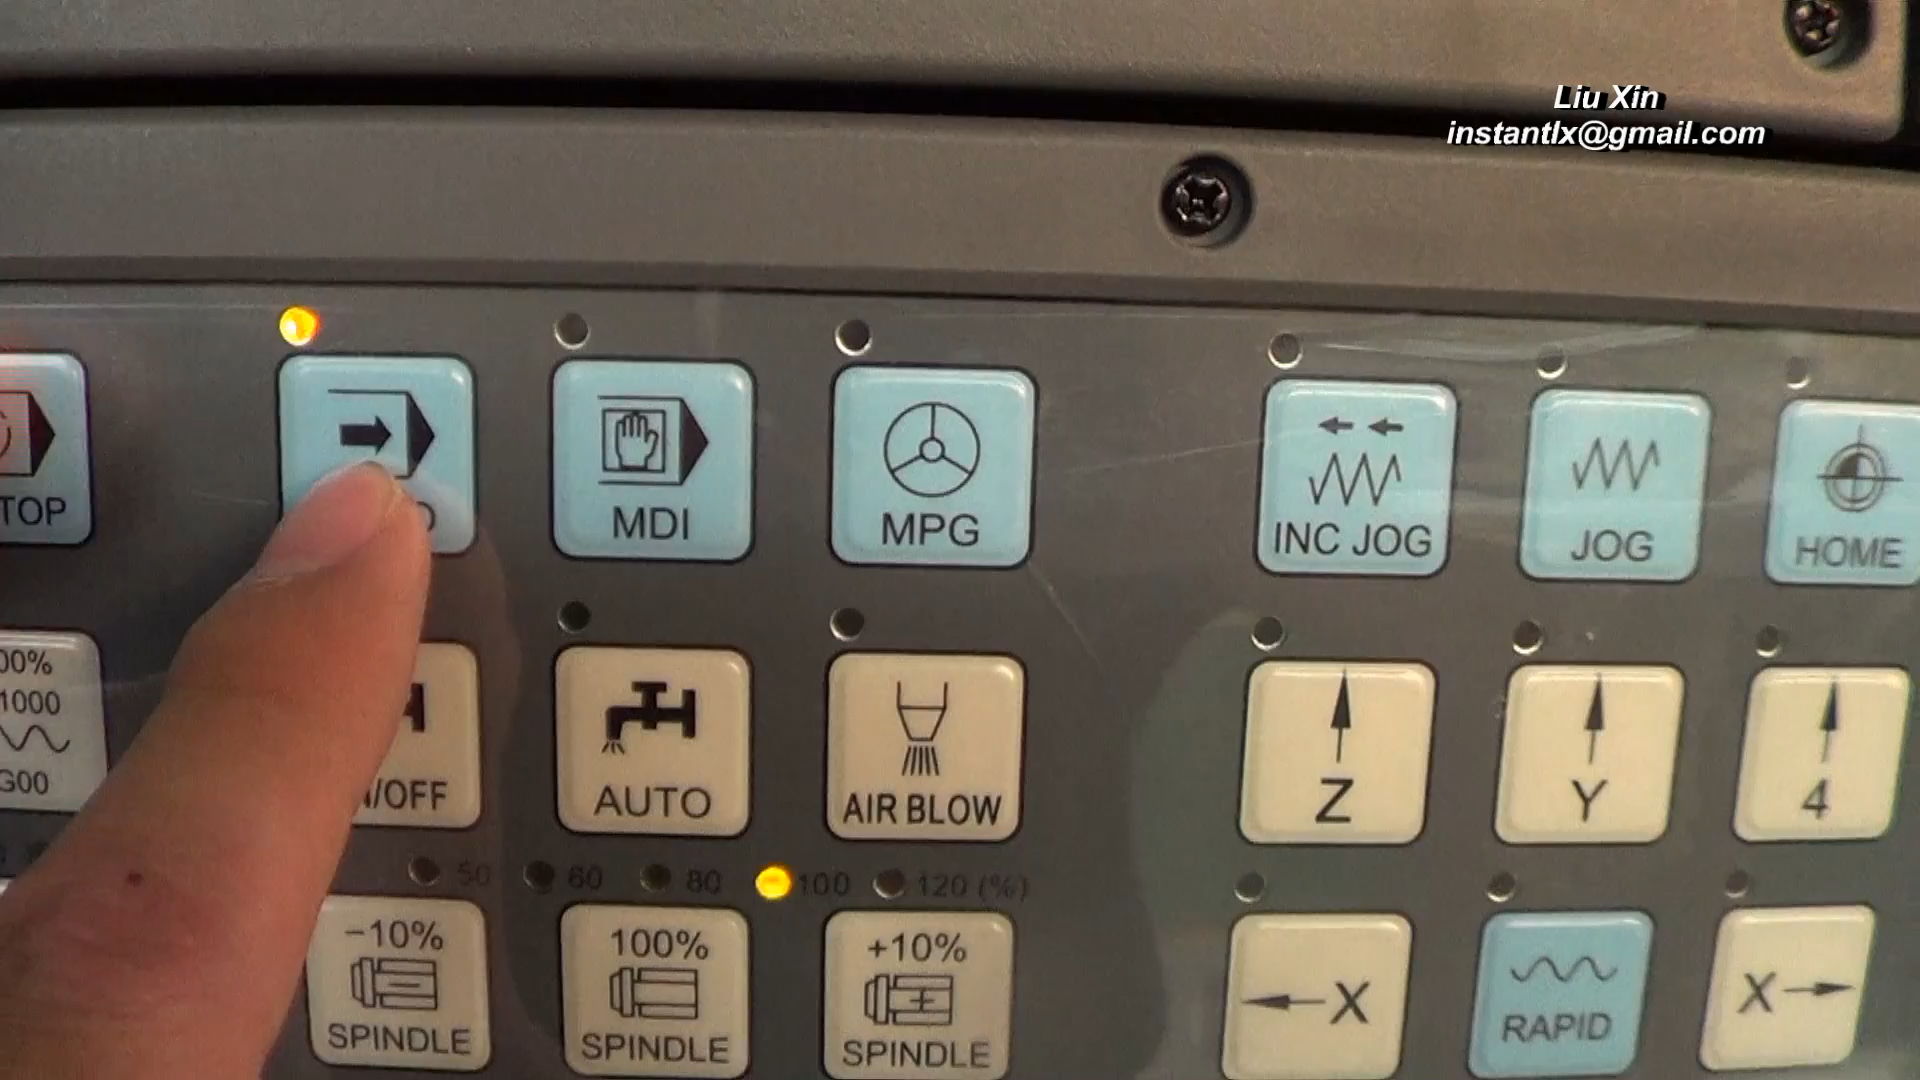 Liu Xin
instantlx@gmail.com
TOP
MDI
MPG
INC JOG
JOG
HOME
00%
1000
G00
/OFF
AUTO
AIR BLOW
Z
Y
4
50 60 80 100 120 (%)
-10%
SPINDLE
100%
SPINDLE
+10%
SPINDLE
X
RAPID
X